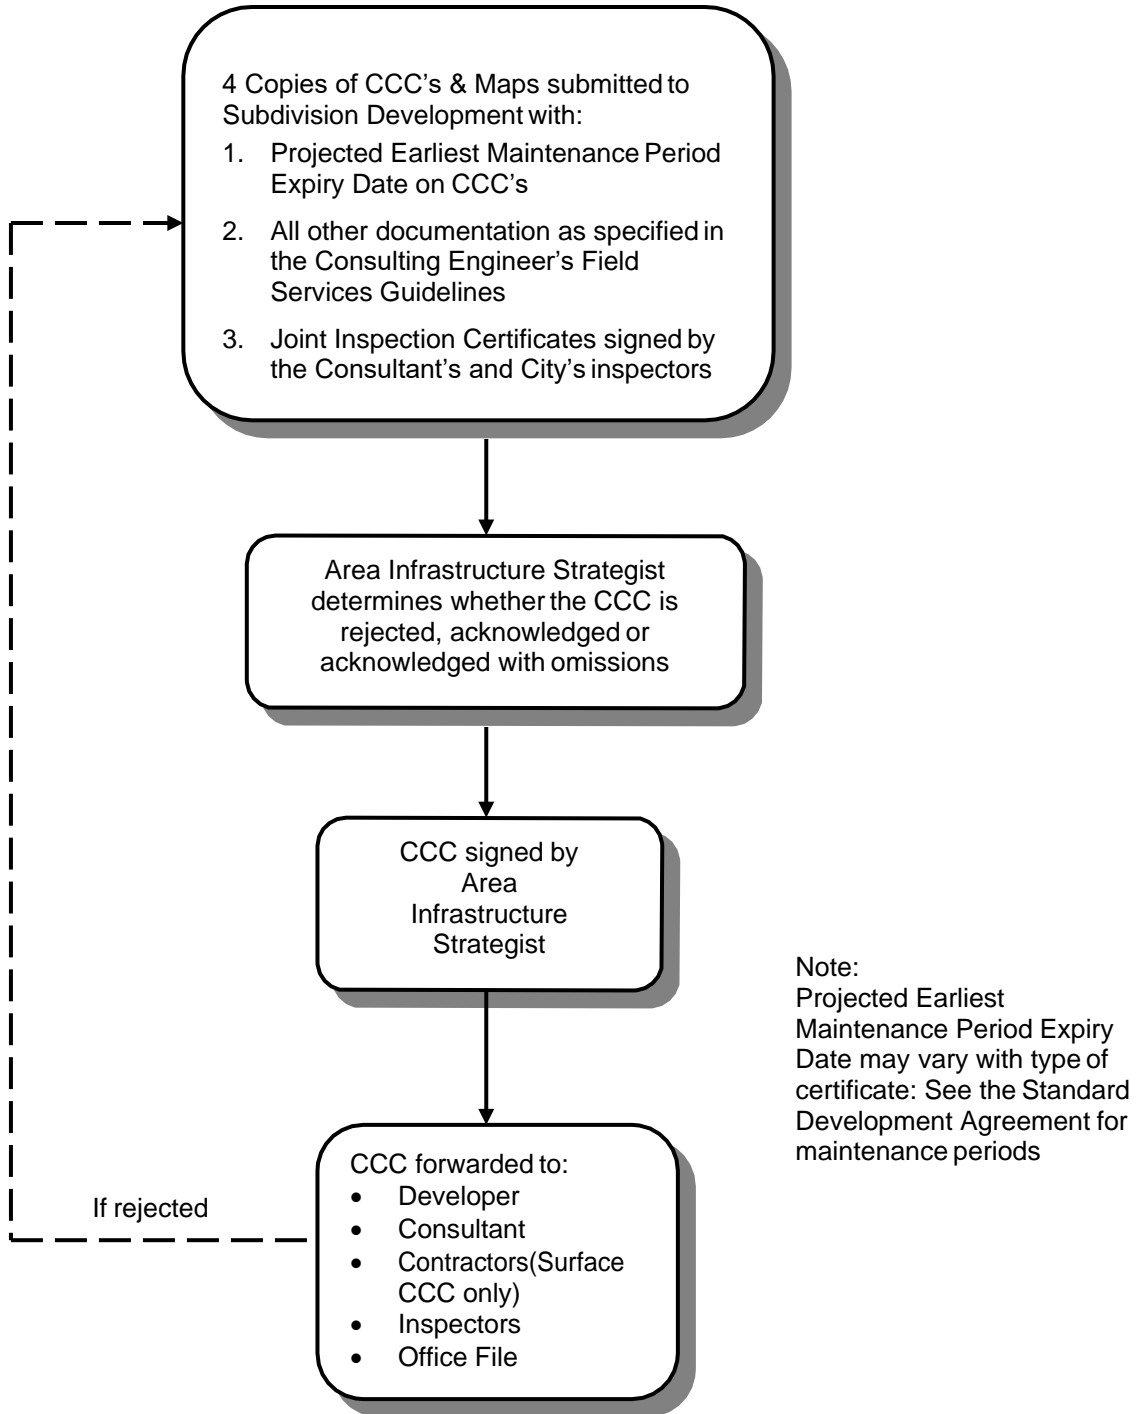 4 Copies of CCC's & Maps submitted to
Subdivision Development with:
1. Projected Earliest Maintenance Period
Expiry Date on CCC's
2. All other documentation as specified in
the Consulting Engineer's Field
Services Guidelines
3. Joint Inspection Certificates signed by
the Consultant's and City's inspectors
Area Infrastructure Strategist
determines whether the CCC is
rejected, acknowledged or
acknowledged with omissions
CCC signed by
Area
Infrastructure
Strategist
Note:
Projected Earliest
Maintenance Period Expiry
Date may vary with type of
certificate: See the Standard
Development Agreement for
maintenance periods
CCC forwarded to:
• Developer
• Consultant
• Contractors(Surface
CCC only)
• Inspectors
• Office File
If rejected